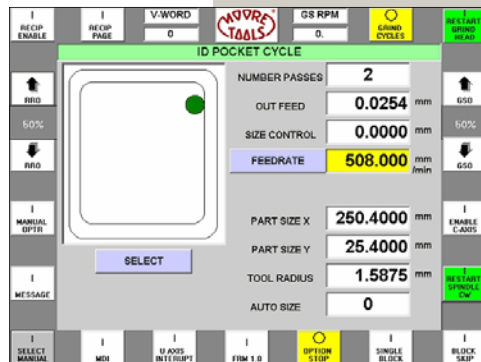 I RECIP ENABLE
I RECIP PAGE
V-WORD
0
MOORE TOOLS
GS RPM
0.
GRIND CYCLES
RESTART GRIND HEAD
ID POCKET CYCLE
NUMBER PASSES 2
OUT FEED 0.0254 mm
SIZE CONTROL 0.0000 mm
FEEDRATE 508.000 mm /min
PART SIZE X 250.4000 mm
PART SIZE Y 25.4000 mm
TOOL RADIUS 1.5875 mm
AUTO SIZE 0
SELECT
RRO
50%
RRO
I MANUAL OPTR
I MESSAGE
GSO
60%
GSO
I ENABLE C-AXIS
I RESTART SPINDLE CW
I SELECT MANUAL
I MDI
I U AXIS INTERUPT
I FRM 1.0
OPTION STOP
I SINGLE BLOCK
I BLOCK SKIP